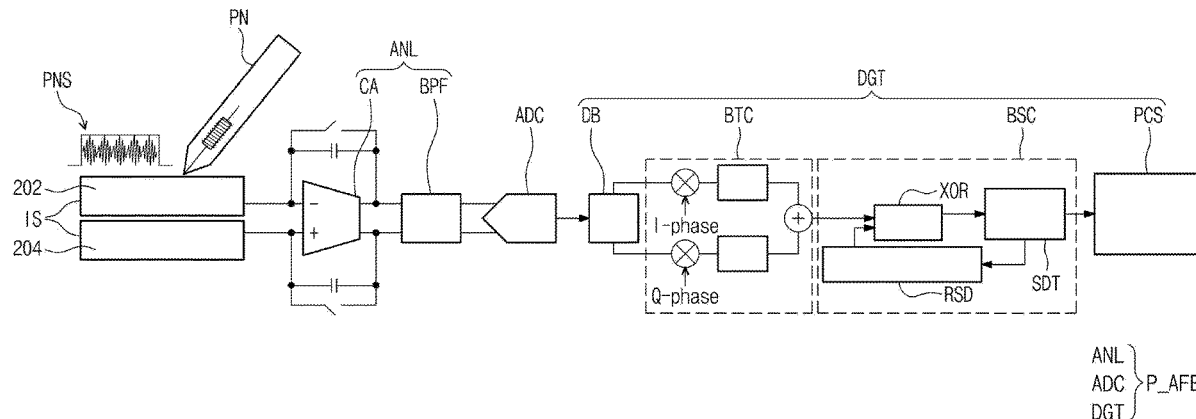 PN
ANL
PNS
CA
BPF
ADC
DGT
DB
BTC
BSC
PCS
202
IS
204
−
+
I-phase
Q-phase
+
XOR
SDT
RSD
ANL
ADC
DGT
P_AFE